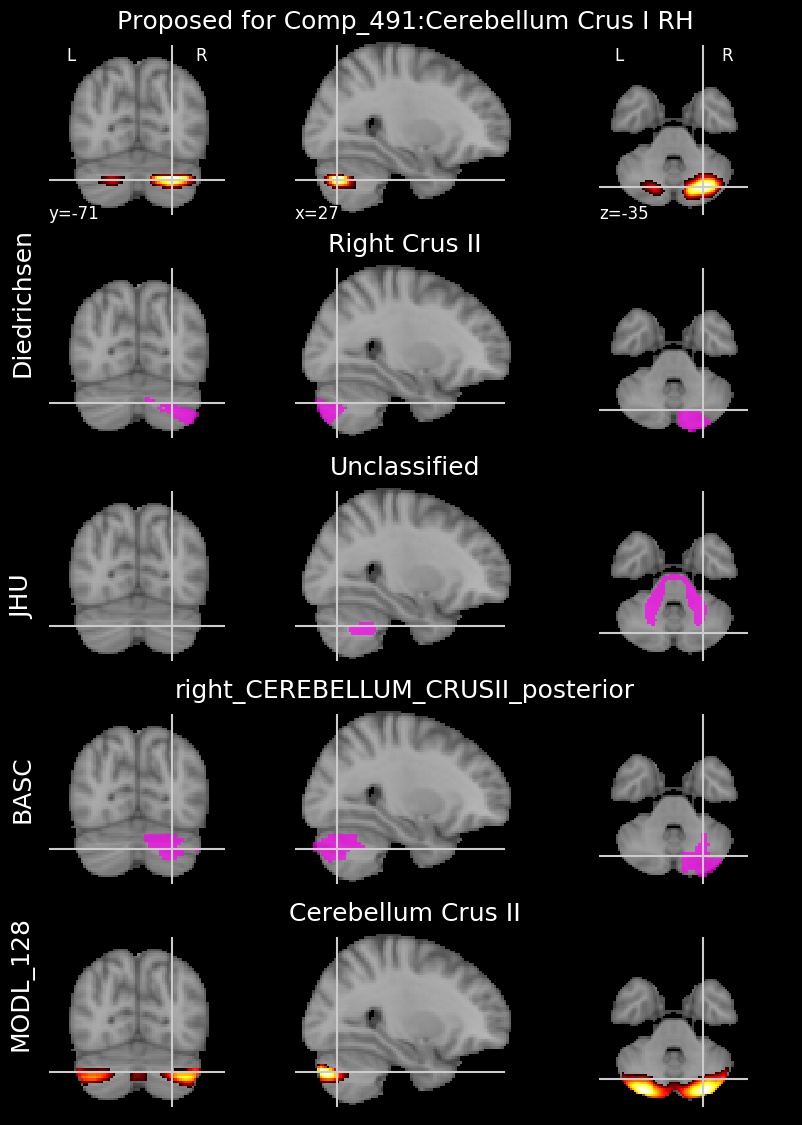 Proposed for Comp_491:Cerebellum Crus I RH
L R
L R
y=-71
x=27
z=-35
Diedrichsen
Right Crus II
JHU
Unclassified
BASC
right_CEREBELLUM_CRUSII_posterior
MODL_128
Cerebellum Crus II